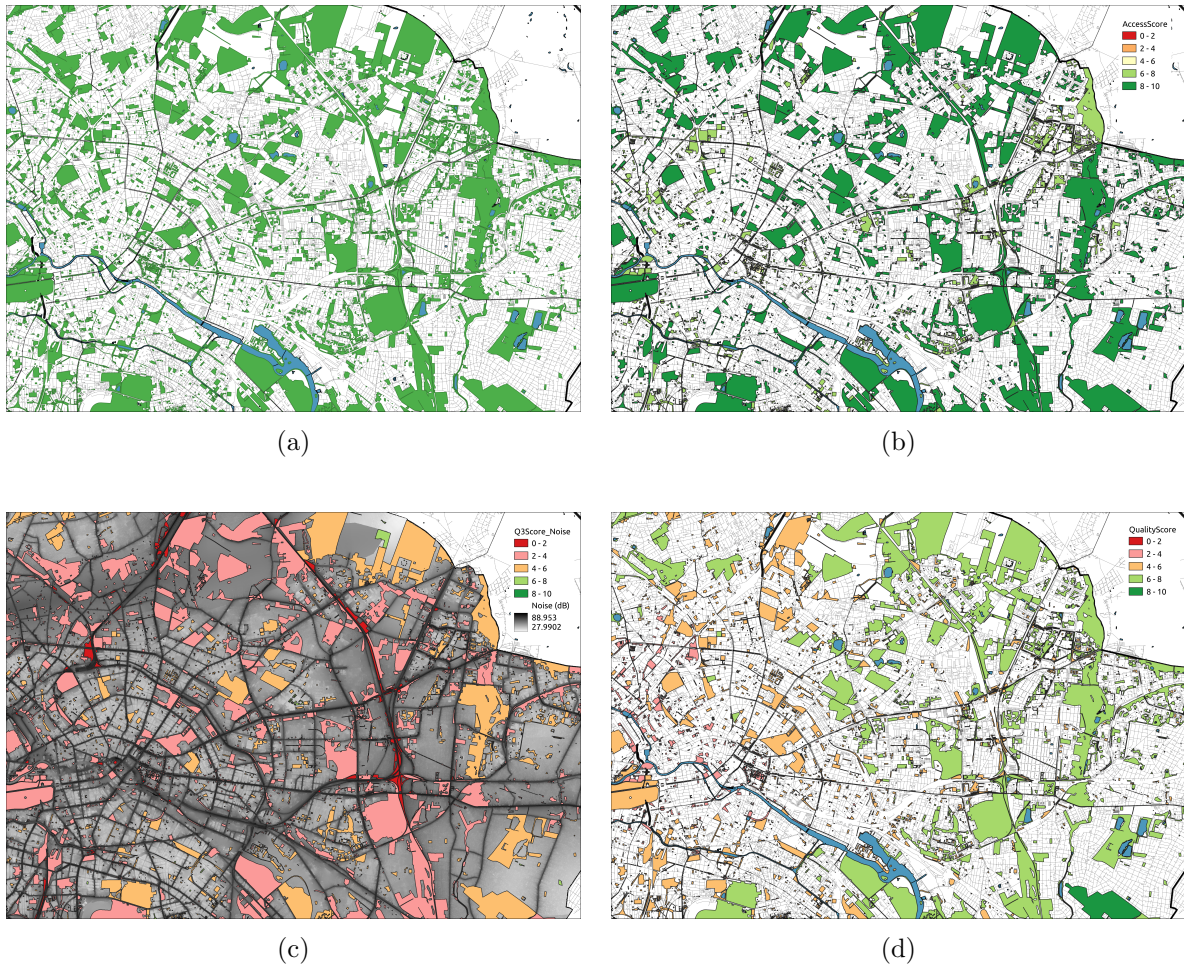 (a)
AccessScore
0 - 2
2 - 4
4 - 6
6 - 8
8 - 10
(b)
Q3Score_Noise
0 - 2
2 - 4
4 - 6
6 - 8
8 - 10
Noise (dB)
88.953
27.9902
(c)
QualityScore
0 - 2
2 - 4
4 - 6
6 - 8
8 - 10
(d)